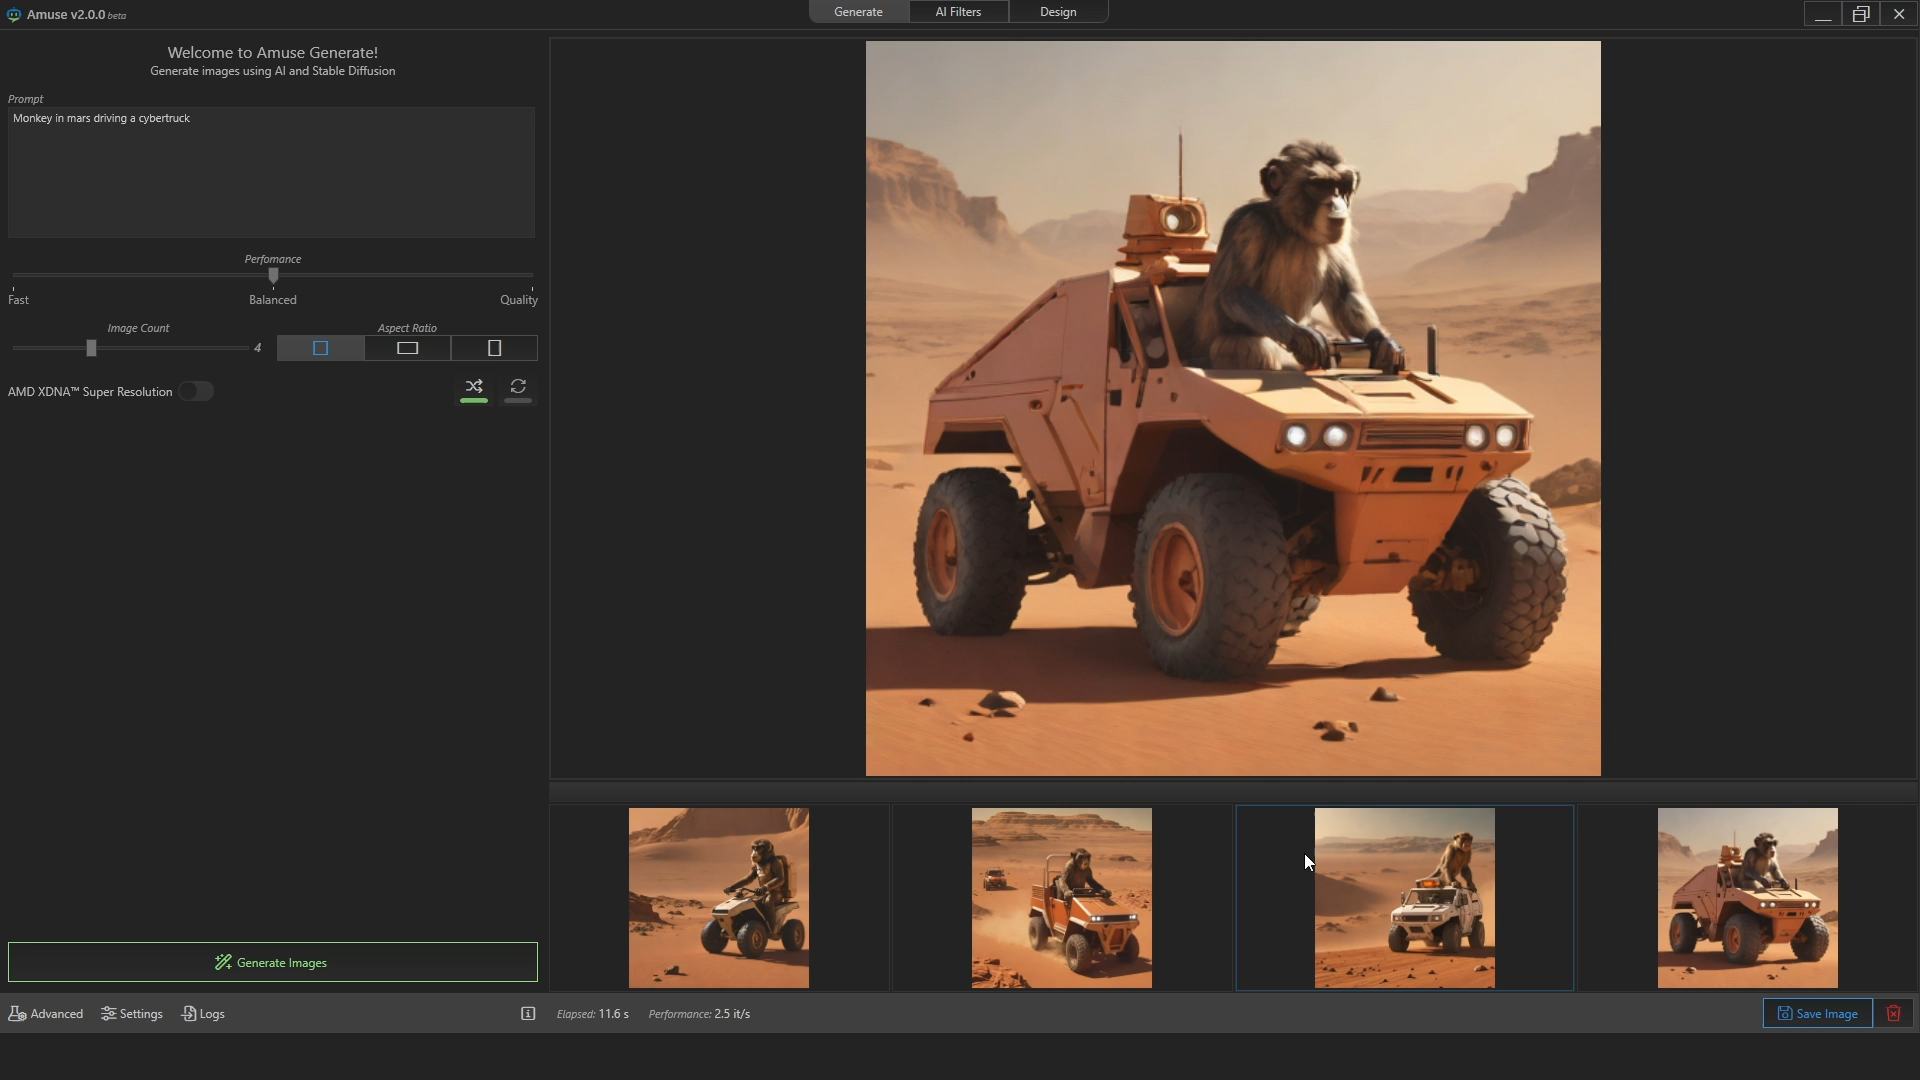 Amuse v2.0.0 beta
Generate
AI Filters
Design
Welcome to Amuse Generate!
Generate images using AI and Stable Diffusion
Prompt
Monkey in mars driving a cybertruck
Perfomance
Fast
Balanced
Quality
Image Count
4
Aspect Ratio
AMD XDNA™ Super Resolution
Generate Images
Advanced
Settings
Logs
Elapsed: 11.6 s
Performance: 2.5 it/s
Save Image